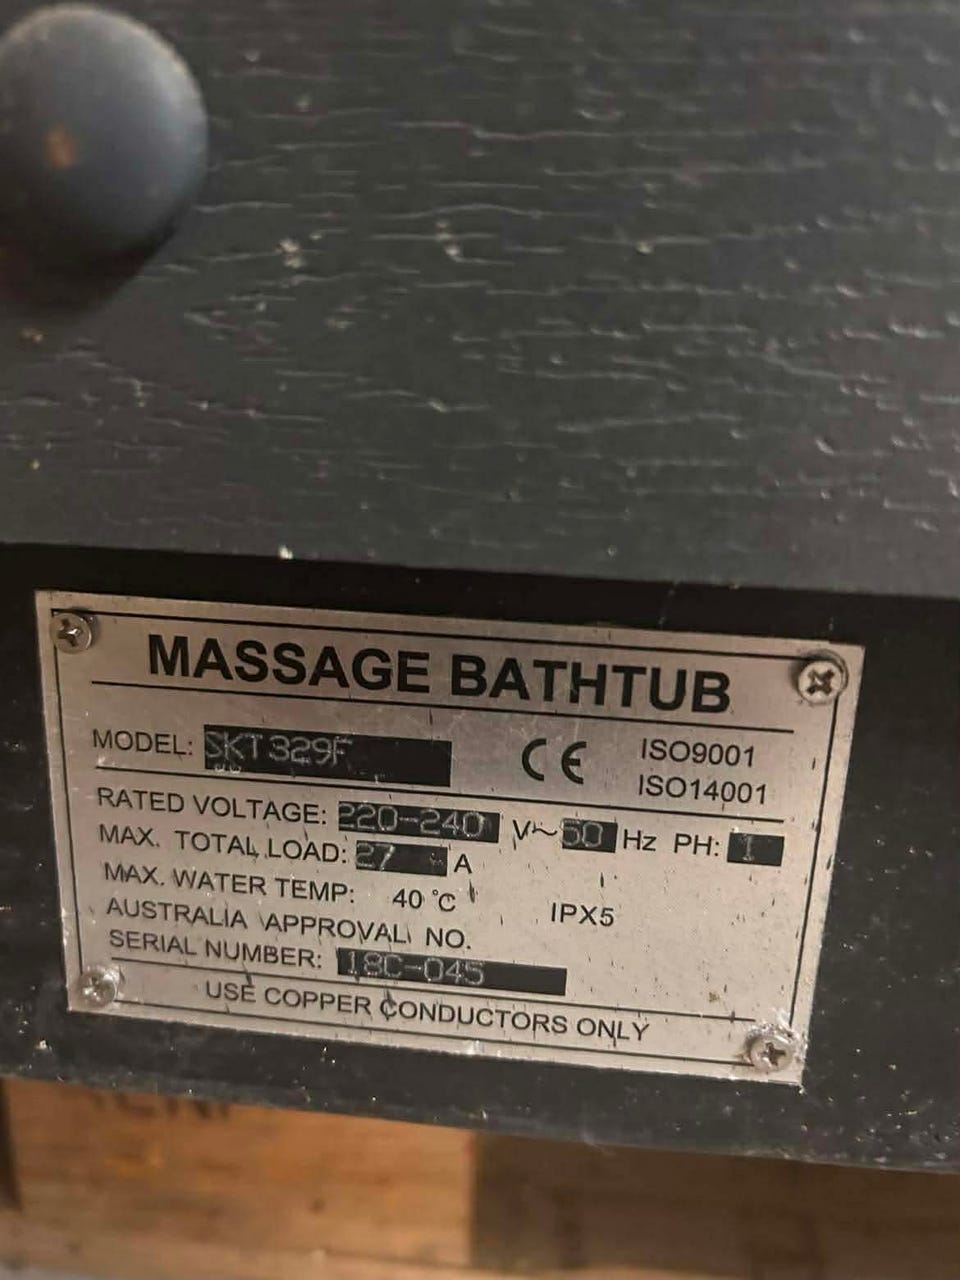 MASSAGE BATHTUB
MODEL: SKT329F CE ISO9001
ISO14001
RATED VOLTAGE: 220-240 V~ 50 Hz PH: 1
MAX. TOTAL LOAD: 27 A
MAX. WATER TEMP: 40 °C IPX5
AUSTRALIA APPROVAL NO.
SERIAL NUMBER: 18C-045
USE COPPER CONDUCTORS ONLY